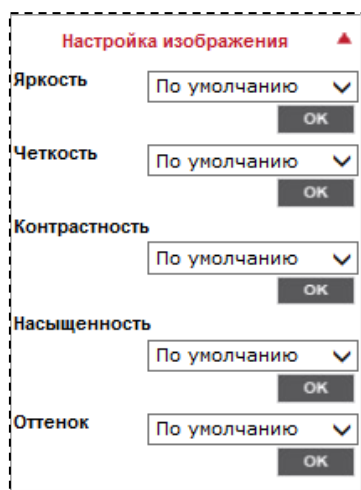 Настройка изображения
Яркость По умолчанию
OK
Четкость По умолчанию
OK
Контрастность
По умолчанию
OK
Насыщенность
По умолчанию
OK
Оттенок По умолчанию
OK